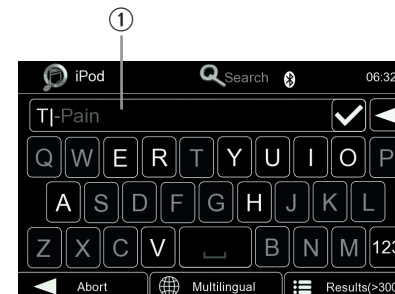 ①
iPod Search 06:32
T|-Pain
Q W E R T Y U I O P
A S D F G H J K L
Z X C V B N M 123
Abort Multilingual Results(>300